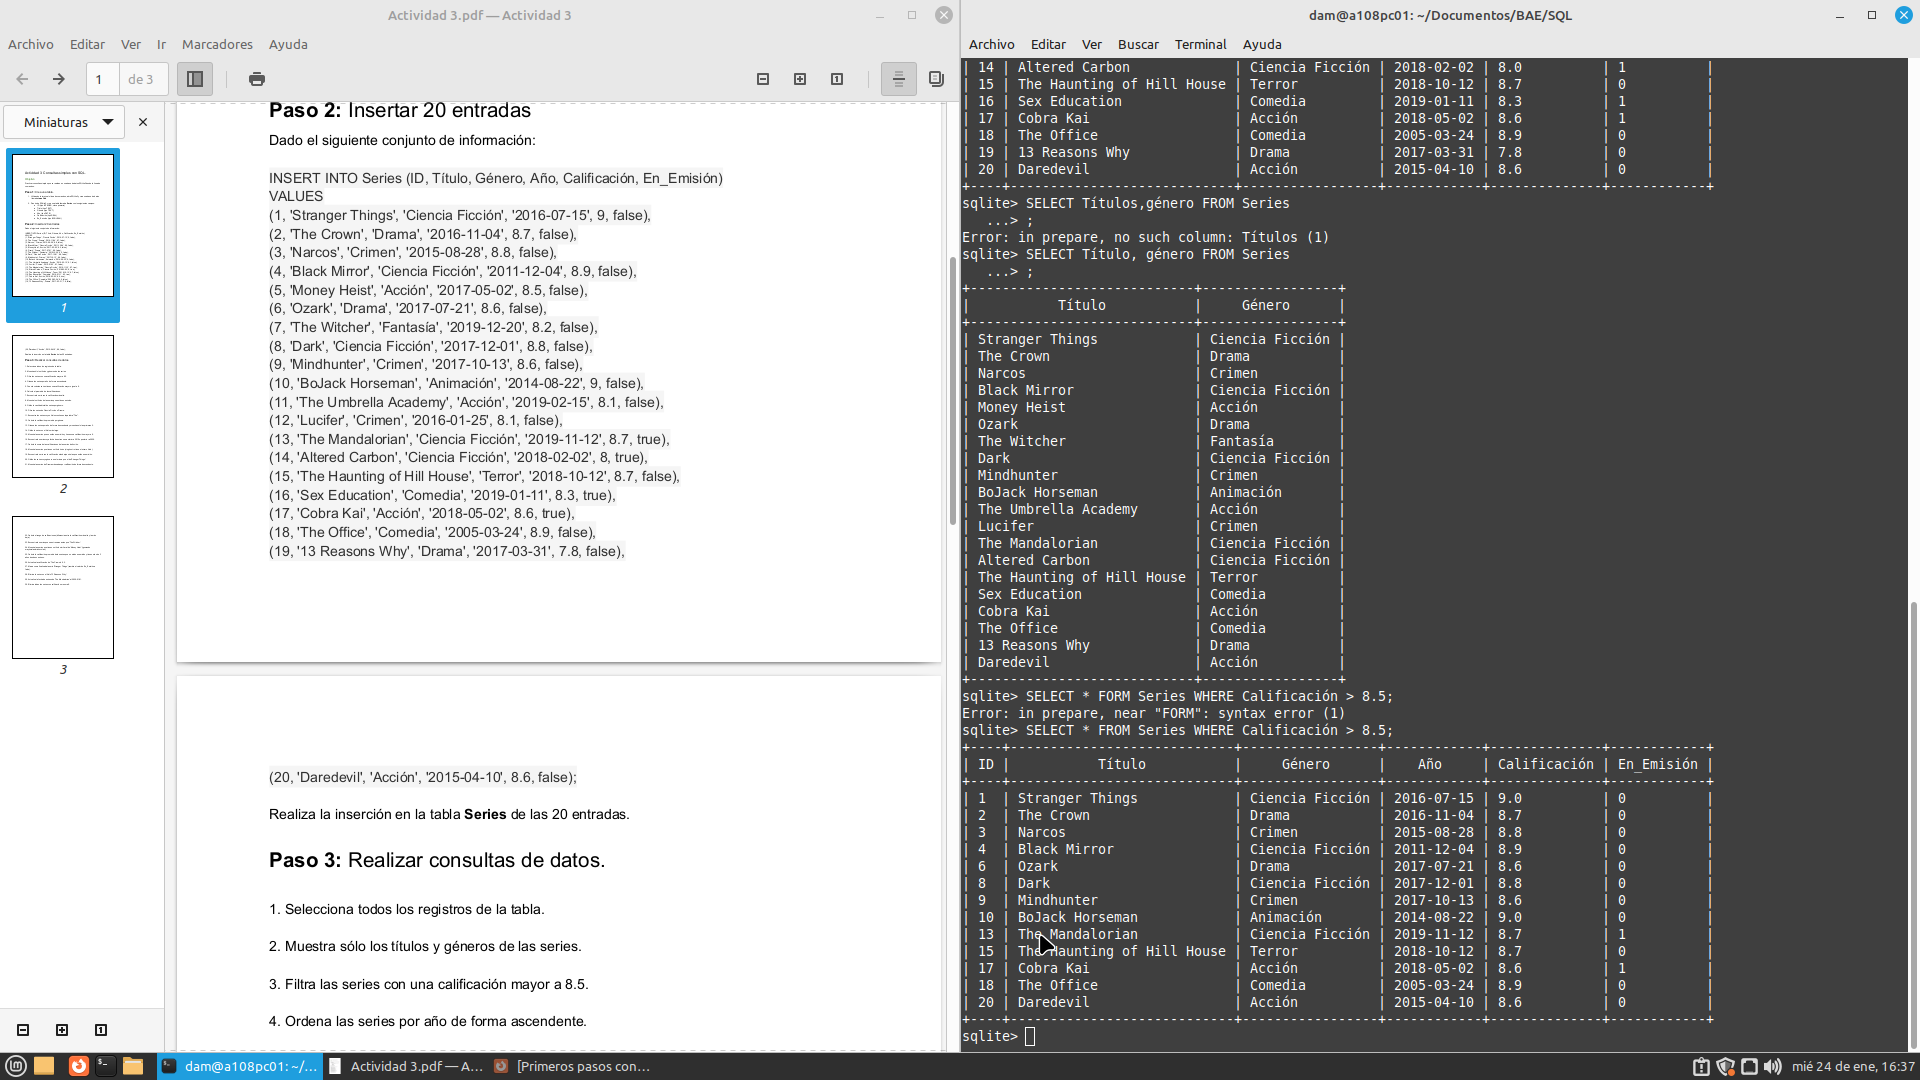 Actividad 3.pdf — Actividad 3
Archivo Editar Ver Ir Marcadores Ayuda
1 de 3
Miniaturas
1
2
3
Paso 2: Insertar 20 entradas
Dado el siguiente conjunto de información:
INSERT INTO Series (ID, Título, Género, Año, Calificación, En_Emisión)
VALUES
(1, 'Stranger Things', 'Ciencia Ficción', '2016-07-15', 9, false),
(2, 'The Crown', 'Drama', '2016-11-04', 8.7, false),
(3, 'Narcos', 'Crimen', '2015-08-28', 8.8, false),
(4, 'Black Mirror', 'Ciencia Ficción', '2011-12-04', 8.9, false),
(5, 'Money Heist', 'Acción', '2017-05-02', 8.5, false),
(6, 'Ozark', 'Drama', '2017-07-21', 8.6, false),
(7, 'The Witcher', 'Fantasía', '2019-12-20', 8.2, false),
(8, 'Dark', 'Ciencia Ficción', '2017-12-01', 8.8, false),
(9, 'Mindhunter', 'Crimen', '2017-10-13', 8.6, false),
(10, 'BoJack Horseman', 'Animación', '2014-08-22', 9, false),
(11, 'The Umbrella Academy', 'Acción', '2019-02-15', 8.1, false),
(12, 'Lucifer', 'Crimen', '2016-01-25', 8.1, false),
(13, 'The Mandalorian', 'Ciencia Ficción', '2019-11-12', 8.7, true),
(14, 'Altered Carbon', 'Ciencia Ficción', '2018-02-02', 8, true),
(15, 'The Haunting of Hill House', 'Terror', '2018-10-12', 8.7, false),
(16, 'Sex Education', 'Comedia', '2019-01-11', 8.3, true),
(17, 'Cobra Kai', 'Acción', '2018-05-02', 8.6, true),
(18, 'The Office', 'Comedia', '2005-03-24', 8.9, false),
(19, '13 Reasons Why', 'Drama', '2017-03-31', 7.8, false),
(20, 'Daredevil', 'Acción', '2015-04-10', 8.6, false);
Realiza la inserción en la tabla Series de las 20 entradas.
Paso 3: Realizar consultas de datos.
1. Selecciona todos los registros de la tabla.
2. Muestra sólo los títulos y géneros de las series.
3. Filtra las series con una calificación mayor a 8.5.
4. Ordena las series por año de forma ascendente.
dam@a108pc01: ~/Documentos/BAE/SQL
Archivo Editar Ver Buscar Terminal Ayuda
| 14 | Altered Carbon | Ciencia Ficción | 2018-02-02 | 8.0 | 1 |
| 15 | The Haunting of Hill House | Terror | 2018-10-12 | 8.7 | 0 |
| 16 | Sex Education | Comedia | 2019-01-11 | 8.3 | 1 |
| 17 | Cobra Kai | Acción | 2018-05-02 | 8.6 | 1 |
| 18 | The Office | Comedia | 2005-03-24 | 8.9 | 0 |
| 19 | 13 Reasons Why | Drama | 2017-03-31 | 7.8 | 0 |
| 20 | Daredevil | Acción | 2015-04-10 | 8.6 | 0 |
sqlite> SELECT Títulos,género FROM Series
...> ;
Error: in prepare, no such column: Títulos (1)
sqlite> SELECT Título, género FROM Series
...> ;
| Título | Género |
| Stranger Things | Ciencia Ficción |
| The Crown | Drama |
| Narcos | Crimen |
| Black Mirror | Ciencia Ficción |
| Money Heist | Acción |
| Ozark | Drama |
| The Witcher | Fantasía |
| Dark | Ciencia Ficción |
| Mindhunter | Crimen |
| BoJack Horseman | Animación |
| The Umbrella Academy | Acción |
| Lucifer | Crimen |
| The Mandalorian | Ciencia Ficción |
| Altered Carbon | Ciencia Ficción |
| The Haunting of Hill House | Terror |
| Sex Education | Comedia |
| Cobra Kai | Acción |
| The Office | Comedia |
| 13 Reasons Why | Drama |
| Daredevil | Acción |
sqlite> SELECT * FORM Series WHERE Calificación > 8.5;
Error: in prepare, near "FORM": syntax error (1)
sqlite> SELECT * FROM Series WHERE Calificación > 8.5;
| ID | Título | Género | Año | Calificación | En_Emisión |
| 1 | Stranger Things | Ciencia Ficción | 2016-07-15 | 9.0 | 0 |
| 2 | The Crown | Drama | 2016-11-04 | 8.7 | 0 |
| 3 | Narcos | Crimen | 2015-08-28 | 8.8 | 0 |
| 4 | Black Mirror | Ciencia Ficción | 2011-12-04 | 8.9 | 0 |
| 6 | Ozark | Drama | 2017-07-21 | 8.6 | 0 |
| 8 | Dark | Ciencia Ficción | 2017-12-01 | 8.8 | 0 |
| 9 | Mindhunter | Crimen | 2017-10-13 | 8.6 | 0 |
| 10 | BoJack Horseman | Animación | 2014-08-22 | 9.0 | 0 |
| 13 | The Mandalorian | Ciencia Ficción | 2019-11-12 | 8.7 | 1 |
| 15 | The Haunting of Hill House | Terror | 2018-10-12 | 8.7 | 0 |
| 17 | Cobra Kai | Acción | 2018-05-02 | 8.6 | 1 |
| 18 | The Office | Comedia | 2005-03-24 | 8.9 | 0 |
| 20 | Daredevil | Acción | 2015-04-10 | 8.6 | 0 |
sqlite>
dam@a108pc01: ~/... Actividad 3.pdf — A... [Primeros pasos con... mié 24 de ene, 16:37